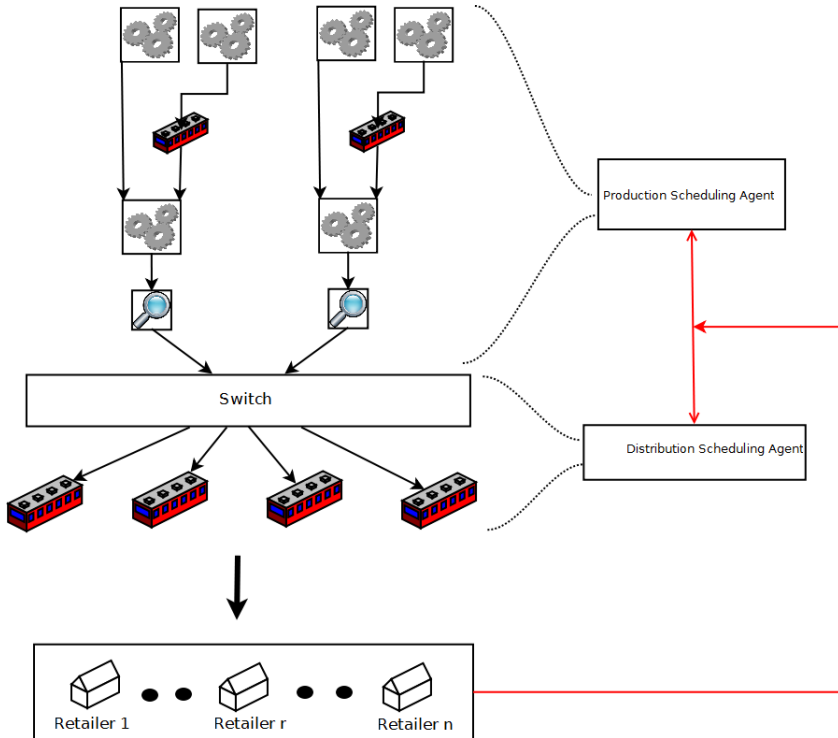 Production Scheduling Agent
Switch
Distribution Scheduling Agent
Retailer 1
Retailer r
Retailer n